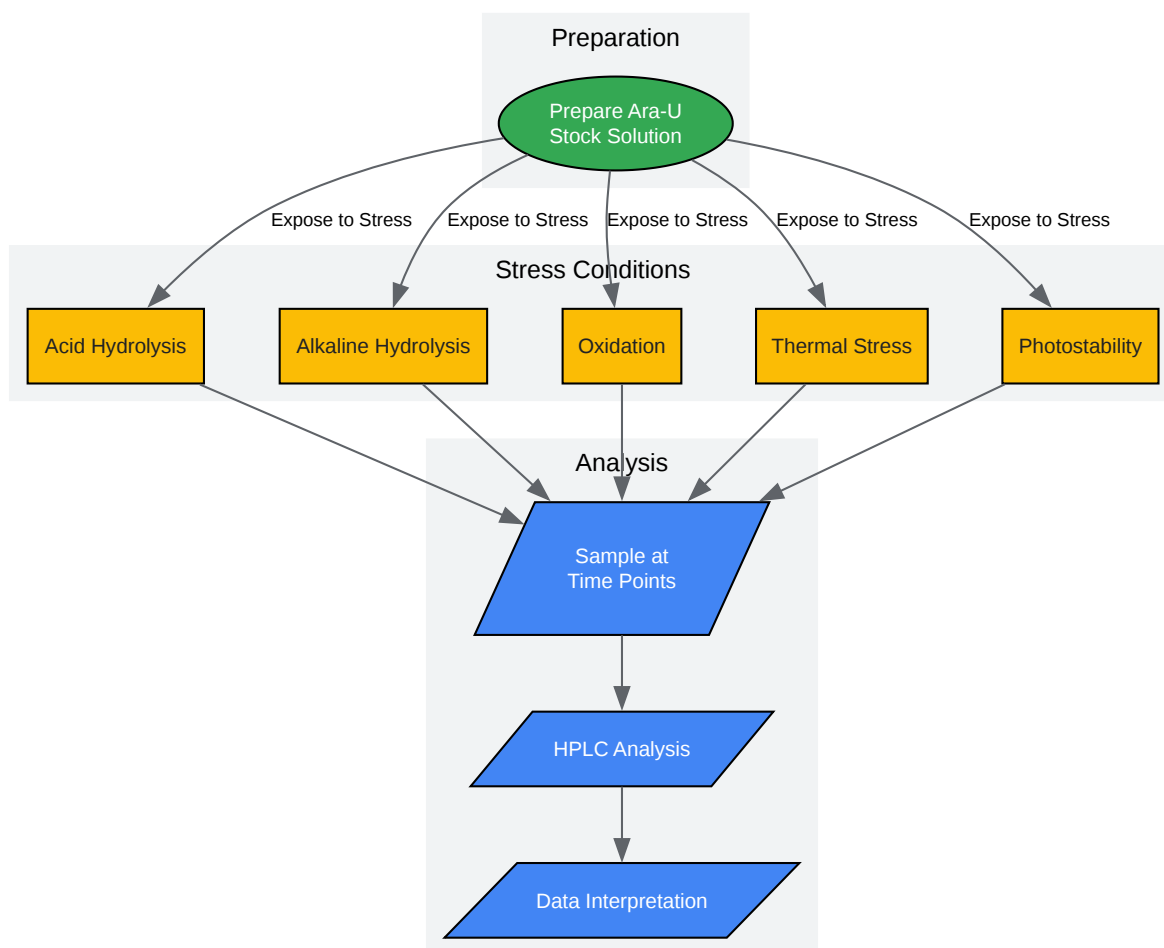 Preparation
Prepare Ara-U
Stock Solution
Expose to Stress
Expose to Stress
Expose to Stress
Expose to Stress
Expose to Stress
Stress Conditions
Acid Hydrolysis
Alkaline Hydrolysis
Oxidation
Thermal Stress
Photostability
Analysis
Sample at
Time Points
HPLC Analysis
Data Interpretation